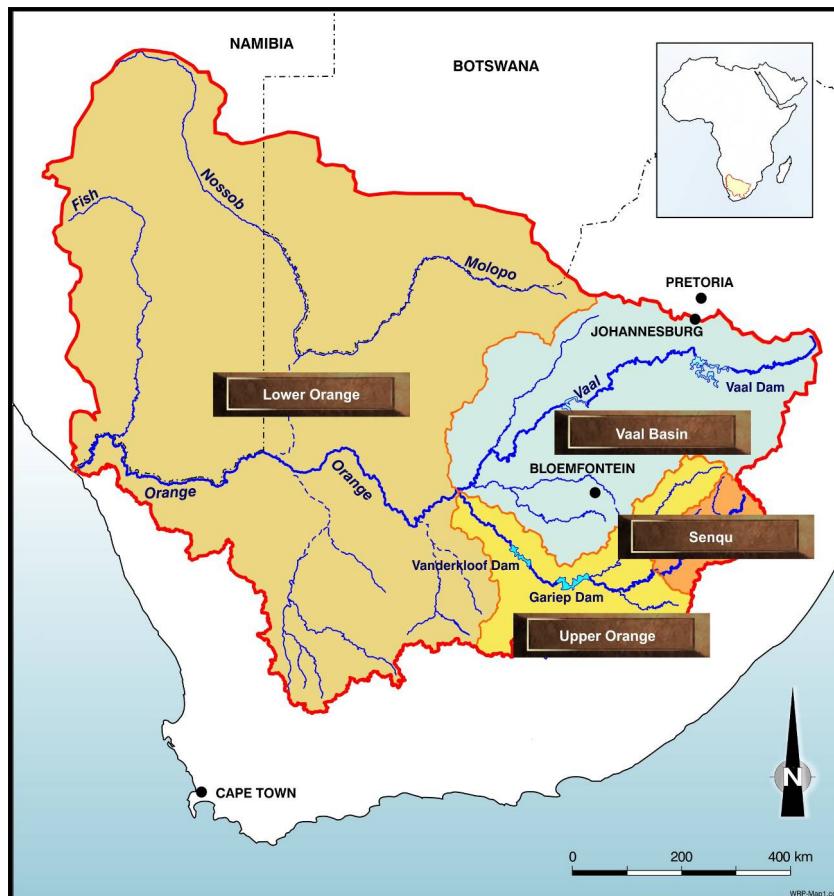 NAMIBIA
BOTSWANA
Nossob
Fish
Molopo
PRETORIA
JOHANNESBURG
Vaal
Vaal Dam
Lower Orange
Vaal Basin
BLOEMFONTEIN
Orange
Orange
Senqu
Vanderkloof Dam
Gariep Dam
Upper Orange
N
CAPE TOWN
0 200 400 km